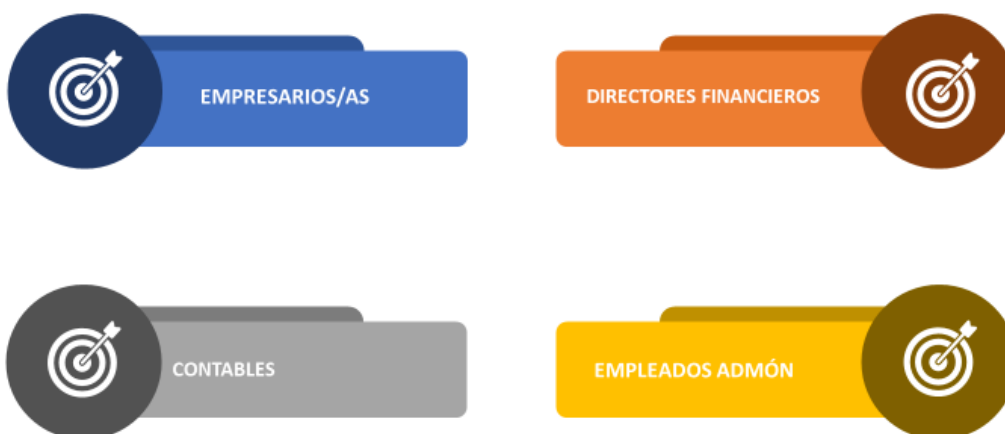 EMPRESARIOS/AS
DIRECTORES FINANCIEROS
CONTABLES
EMPLEADOS ADMÓN